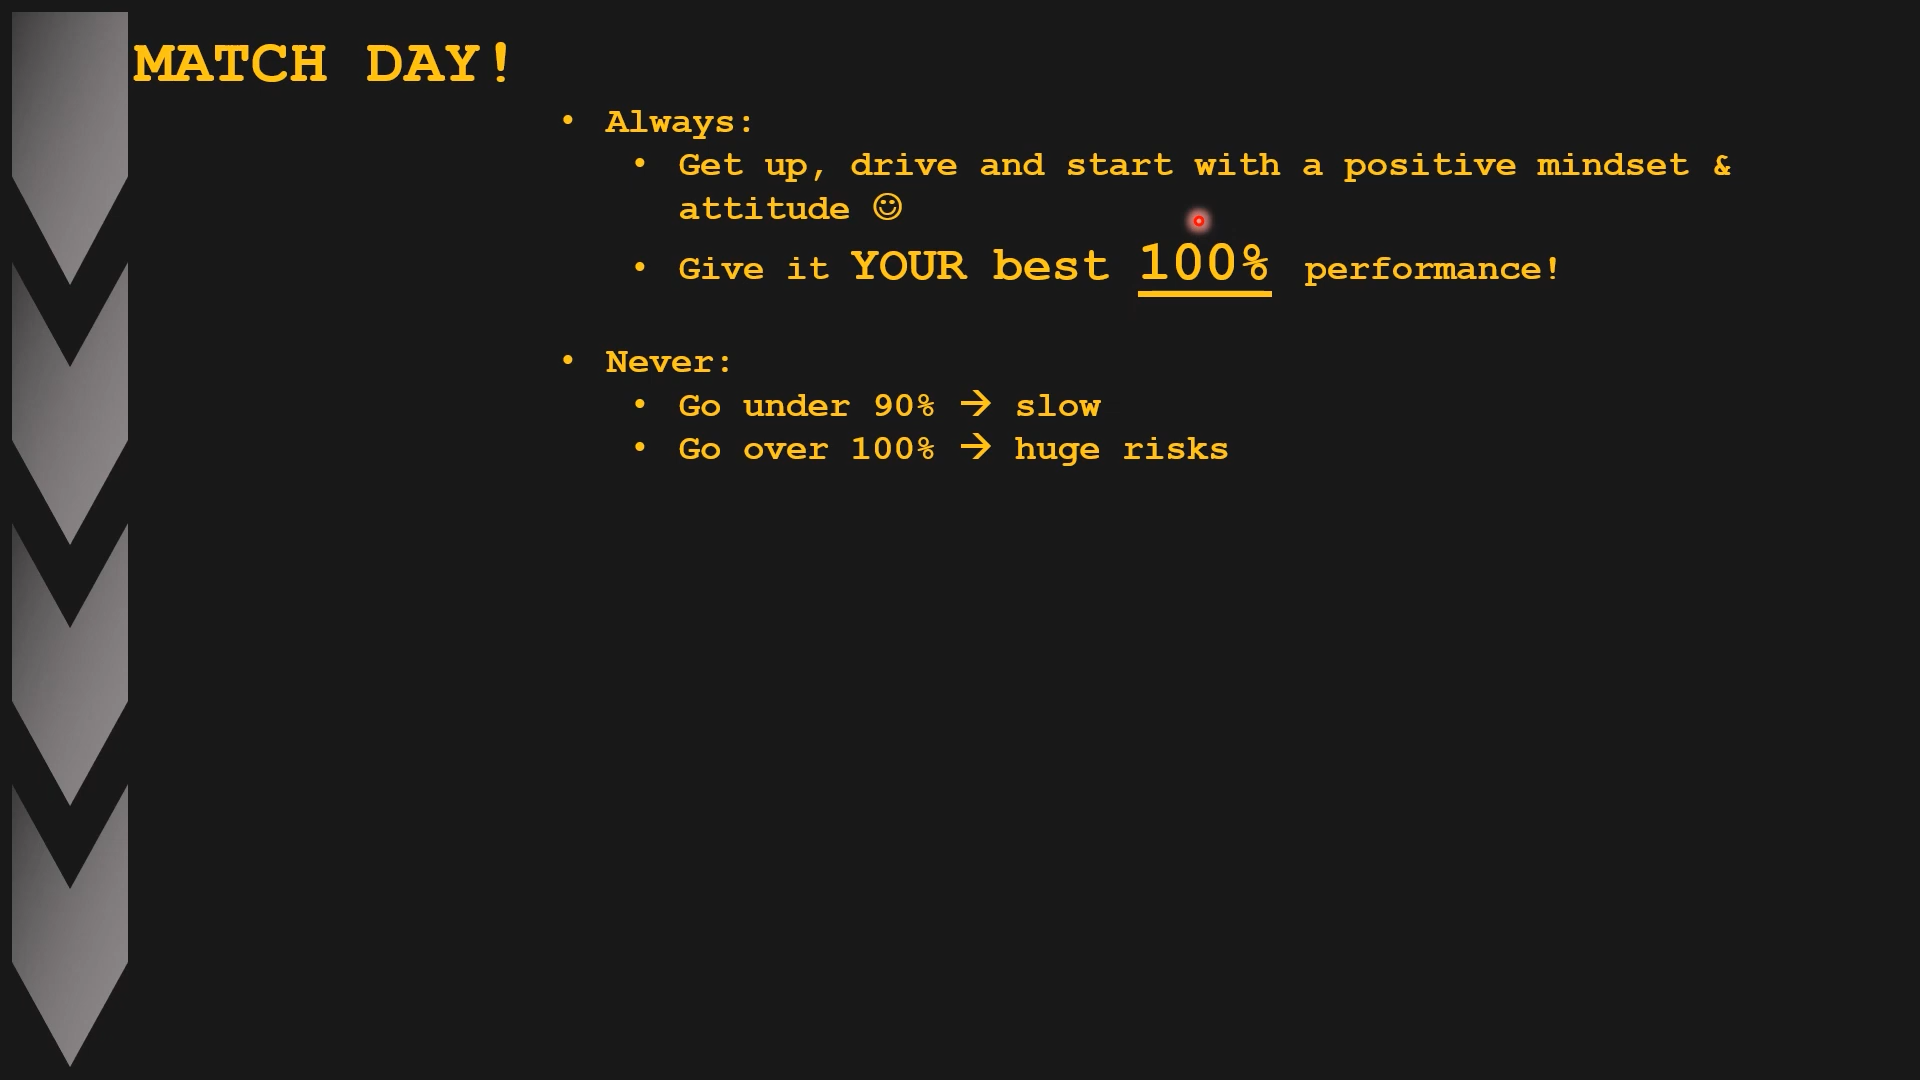 MATCH DAY!
• Always:
• Get up, drive and start with a positive mindset &
attitude ☺
• Give it YOUR best 100% performance!
• Never:
• Go under 90% → slow
• Go over 100% → huge risks